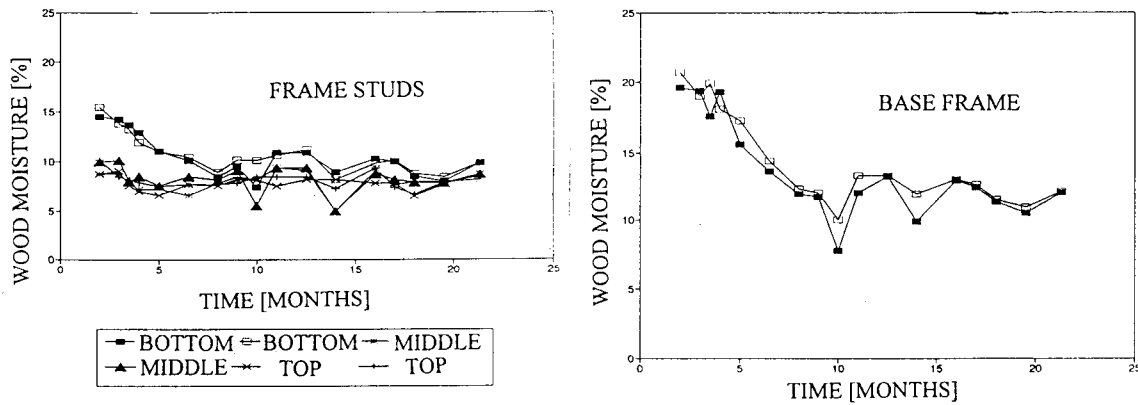 25
20
15
10
5
0
WOOD MOISTURE [%]
FRAME STUDS
0 5 10 15 20 25
TIME [MONTHS]
BOTTOM BOTTOM MIDDLE
MIDDLE TOP TOP
25
20
15
10
5
0
WOOD MOISTURE [%]
BASE FRAME
0 5 10 15 20 25
TIME [MONTHS]